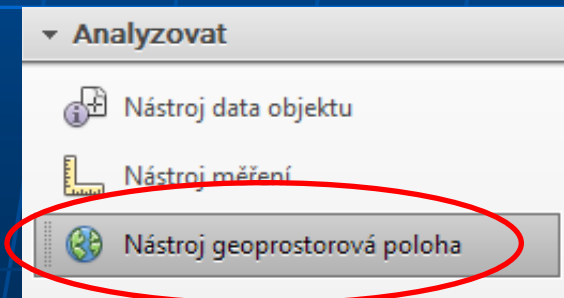 Analyzovat
Nástroj data objektu
Nástroj měření
Nástroj geoprostorová poloha